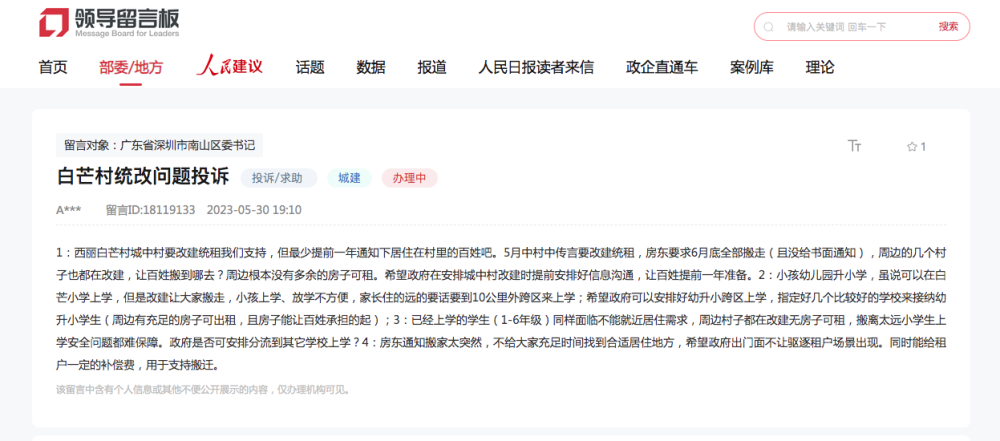 领导留言板
Message Board for Leaders
请输入关键词 回车一下
搜索
首页
部委/地方
人民建议
话题
数据
报道
人民日报读者来信
政企直通车
案例库
理论
留言对象：广东省深圳市南山区委书记
TT
1
白芒村统改问题投诉
投诉/求助
城建
办理中
A***
留言ID:18119133
2023-05-30 19:10
1：西丽白芒村城中村要改建统租我们支持，但最少提前一年通知下居住在村里的百姓吧。5月中村中传言要改建统租，房东要求6月底全部搬走（且没给书面通知），周边的几个村
子也都在改建，让百姓搬到哪去？周边根本没有多余的房子可租。希望政府在安排城中村改建时提前安排好信息沟通，让百姓提前一年准备。2：小孩幼儿园升小学，虽说可以在白
芒小学上学，但是改建让大家搬走，小孩上学、放学不方便，家长住的远的要话要到10公里外跨区来上学；希望政府可以安排好幼升小跨区上学，指定好几个比较好的学校来接纳幼
升小学生（周边有充足的房子可出租，且房子能让百姓承担的起）；3：已经上学的学生（1-6年级）同样面临不能就近居住需求，周边村子都在改建无房子可租，搬离太远小学生上
学安全问题都难保障。政府是否可安排分流到其它学校上学？4：房东通知搬家太突然，不给大家充足时间找到合适居住地方，希望政府出门面不让驱逐租户场景出现。同时能给租
户一定的补偿费，用于支持搬迁。
该留言中含有个人信息或其他不便公开展示的内容，仅办理机构可见。